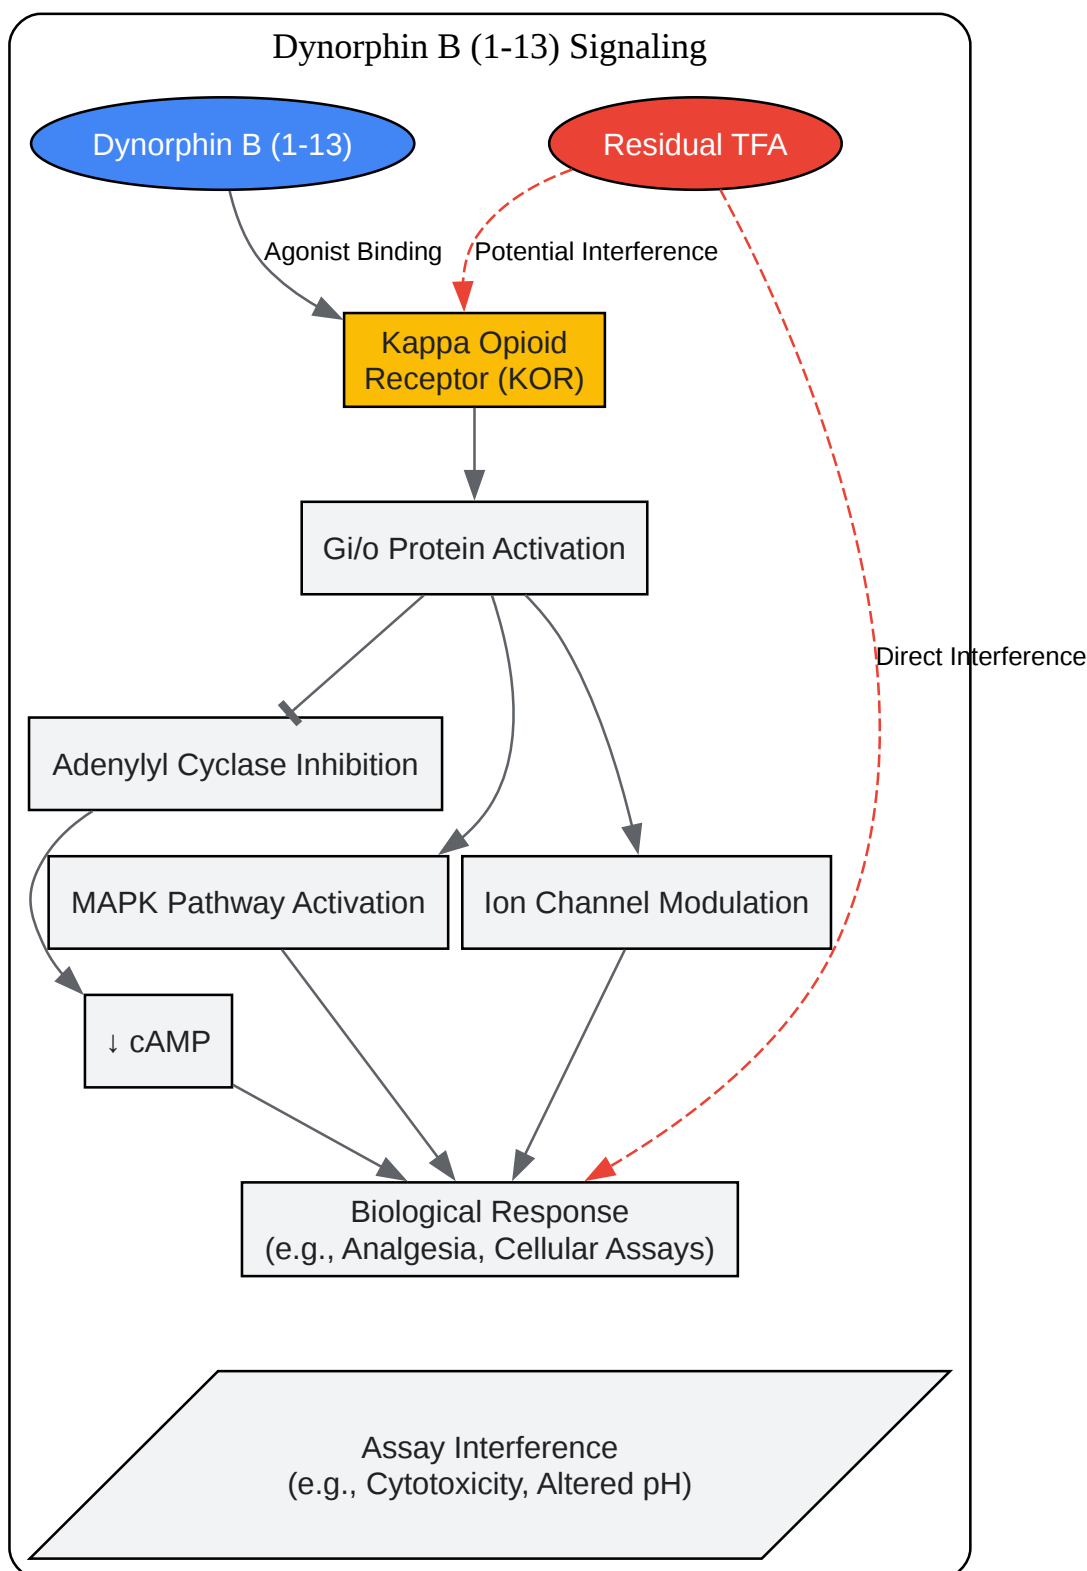 Dynorphin B (1-13) Signaling
Dynorphin B (1-13)
Residual TFA
Agonist Binding
Potential Interference
Kappa Opioid
Receptor (KOR)
Gi/o Protein Activation
Direct Interference
Adenylyl Cyclase Inhibition
MAPK Pathway Activation
Ion Channel Modulation
↓ cAMP
Biological Response
(e.g., Analgesia, Cellular Assays)
Assay Interference
(e.g., Cytotoxicity, Altered pH)